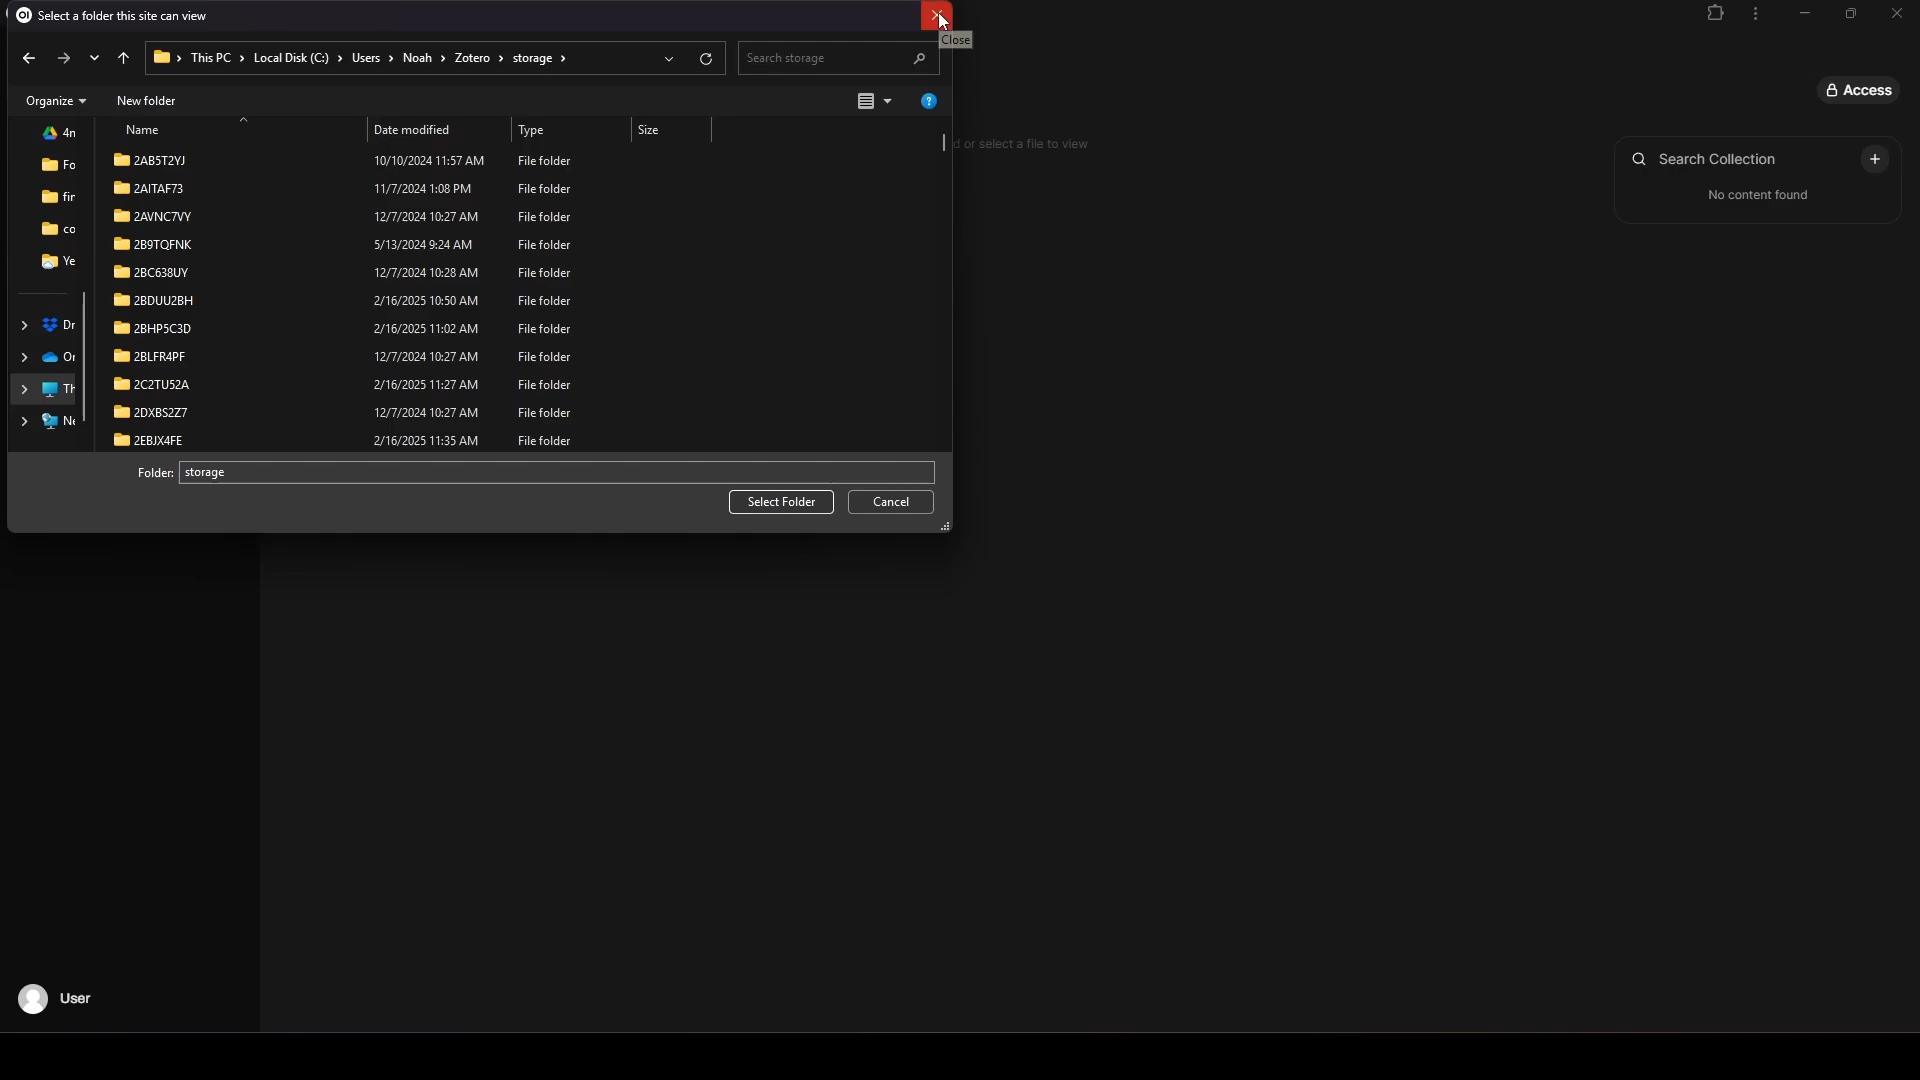 OI Select a folder this site can view
Close
This PC > Local Disk (C:) > Users > Noah > Zotero > storage >
Search storage
Organize
New folder
Access
Name
Date modified
Type
Size
d or select a file to view
Search Collection
+
No content found
4n
Fo
fin
co
Ye
Dr
Or
Th
Ne
2AB5T2YJ 10/10/2024 11:57 AM File folder
2AITAF73 11/7/2024 1:08 PM File folder
2AVNC7VY 12/7/2024 10:27 AM File folder
2B9TQFNK 5/13/2024 9:24 AM File folder
2BC638UY 12/7/2024 10:28 AM File folder
2BDUU2BH 2/16/2025 10:50 AM File folder
2BHP5C3D 2/16/2025 11:02 AM File folder
2BLFR4PF 12/7/2024 10:27 AM File folder
2C2TU52A 2/16/2025 11:27 AM File folder
2DXBS2Z7 12/7/2024 10:27 AM File folder
2EBJX4FE 2/16/2025 11:35 AM File folder
Folder: storage
Select Folder
Cancel
User